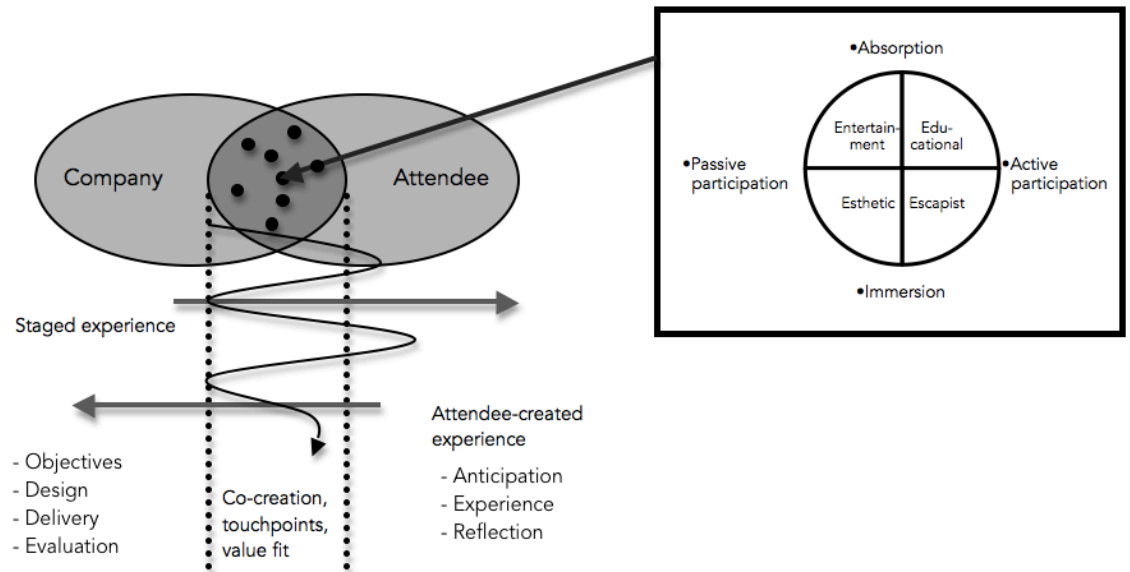 Company
Attendee
Staged experience
- Objectives
- Design
- Delivery
- Evaluation
Co-creation,
touchpoints,
value fit
Attendee-created
experience
- Anticipation
- Experience
- Reflection
•Absorption
•Passive
participation
Entertain-
ment
Edu-
cational
•Active
participation
Esthetic
Escapist
•Immersion